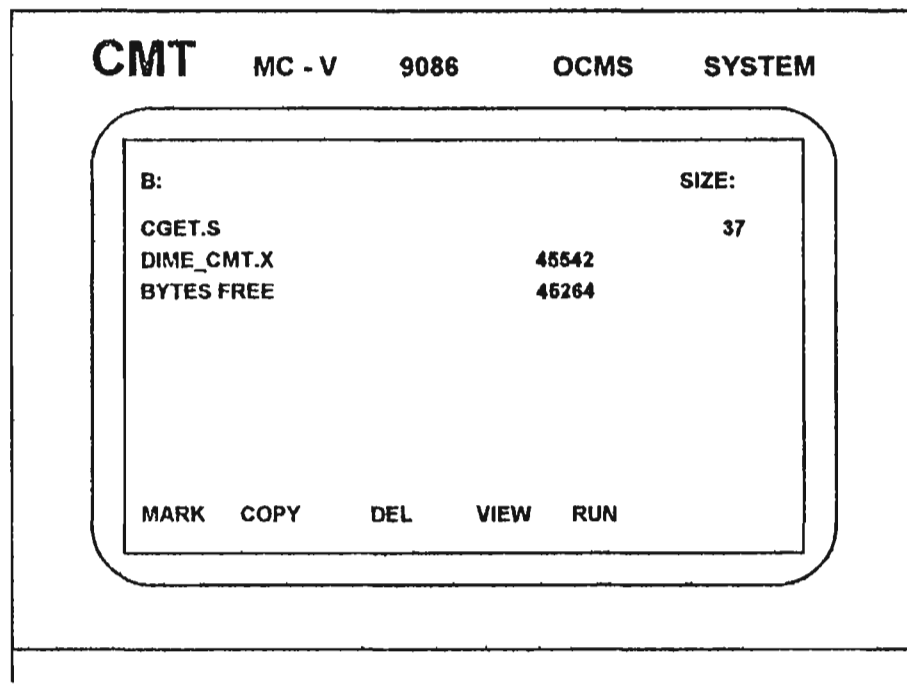 CMT MC - V 9086 OCMS SYSTEM
B: SIZE:
CGET.S 37
DIME_CMT.X 45542
BYTES FREE 45264
MARK COPY DEL VIEW RUN